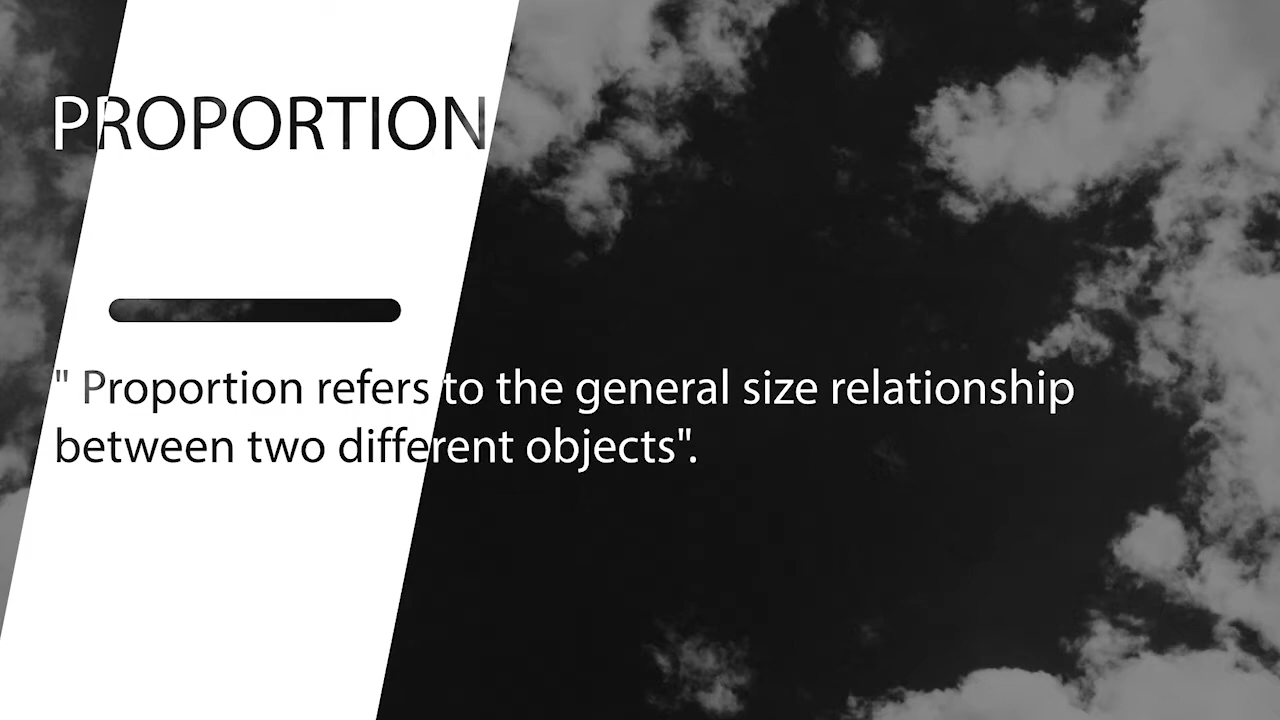 PROPORTION
" Proportion refers to the general size relationship
between two different objects".